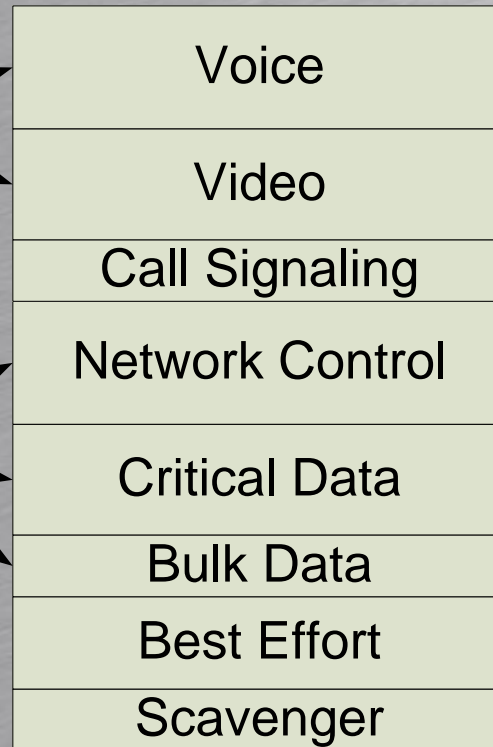 Voice
Video
Call Signaling
Network Control
Critical Data
Bulk Data
Best Effort
Scavenger